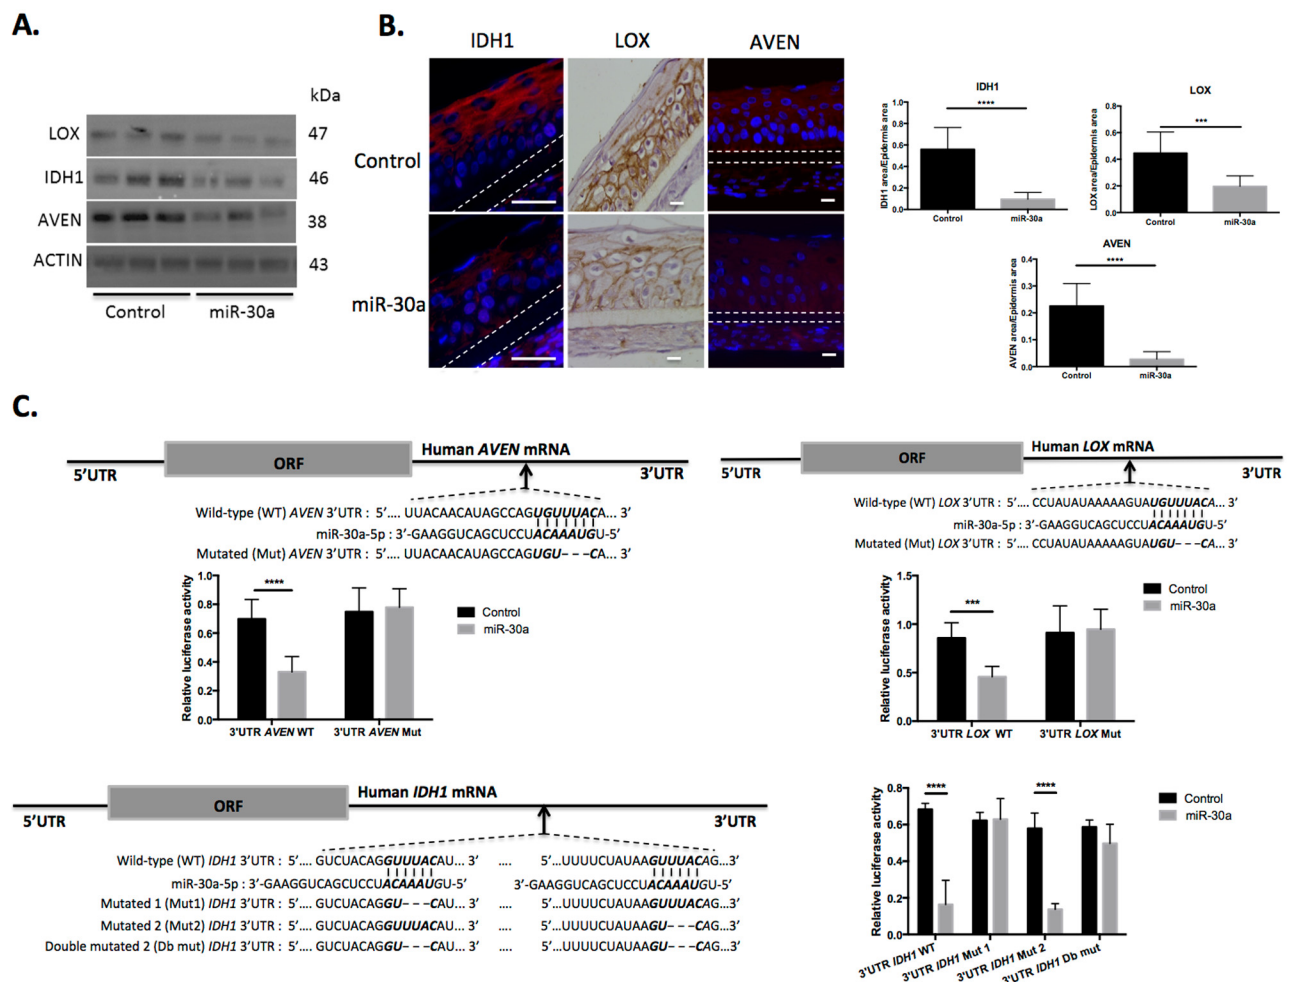 A.
kDa
LOX 47
IDH1 46
AVEN 38
ACTIN 43
Control miR-30a
B.
IDH1 LOX AVEN
Control
miR-30a
IDH1
****
IDH1 area/Epidermis area
1.0
0.8
0.6
0.4
0.2
0.0
Control miR-30a
LOX
***
LOX area/Epidermis area
0.8
0.6
0.4
0.2
0.0
Control miR-30a
AVEN
****
AVEN area/Epidermis area
0.4
0.3
0.2
0.1
0.0
Control miR-30a
C.
Human AVEN mRNA
5’UTR ORF 3’UTR
Wild-type (WT) AVEN 3’UTR : 5’.... UUACAACAUAGCCAGUGUUUACA... 3’
miR-30a-5p : 3’-GAAGGUCAGCUCCUACAAAUGU-5’
Mutated (Mut) AVEN 3’UTR : 5’.... UUACAACAUAGCCAGUGU---CA... 3’
Relative luciferase activity
1.0
0.8
0.6
0.4
0.2
0.0
****
Control
miR-30a
3'UTR AVEN WT 3'UTR AVEN Mut
Human LOX mRNA
5’UTR ORF 3’UTR
Wild-type (WT) LOX 3’UTR : 5’.... CCUAUAUAAAAAGUAUGUUUACA... 3’
miR-30a-5p : 3’-GAAGGUCAGCUCCUACAAAUGU-5’
Mutated (Mut) LOX 3’UTR : 5’.... CCUAUAUAAAAAGUAUGU---CA... 3’
Relative luciferase activity
1.5
1.0
0.5
0.0
***
Control
miR-30a
3'UTR LOX WT 3'UTR LOX Mut
Human IDH1 mRNA
5’UTR ORF 3’UTR
Wild-type (WT) IDH1 3’UTR : 5’.... GUCUACAGGUUUACAU... 3’ .... 5’...UUUUCUAUAAGUUUACAG...3’
miR-30a-5p : 3’-GAAGGUCAGCUCCUACAAAUGU-5’ 3’-GAAGGUCAGCUCCUACAAAUGU-5’
Mutated 1 (Mut1) IDH1 3’UTR : 5’.... GUCUACAGGU---CAU... 3’ .... 5’...UUUUCUAUAAGUUUACAG...3’
Mutated 2 (Mut2) IDH1 3’UTR : 5’.... GUCUACAGGUUUACAU... 3’ .... 5’...UUUUCUAUAAGU---CAG...3’
Double mutated 2 (Db mut) IDH1 3’UTR : 5’.... GUCUACAGGU---CAU... 3’ .... 5’...UUUUCUAUAAGU---CAG...3’
Relative luciferase activity
0.8
0.6
0.4
0.2
0.0
**** ****
Control
miR-30a
3'UTR IDH1 WT
3'UTR IDH1 Mut 1
3'UTR IDH1 Mut 2
3'UTR IDH1 Db mut